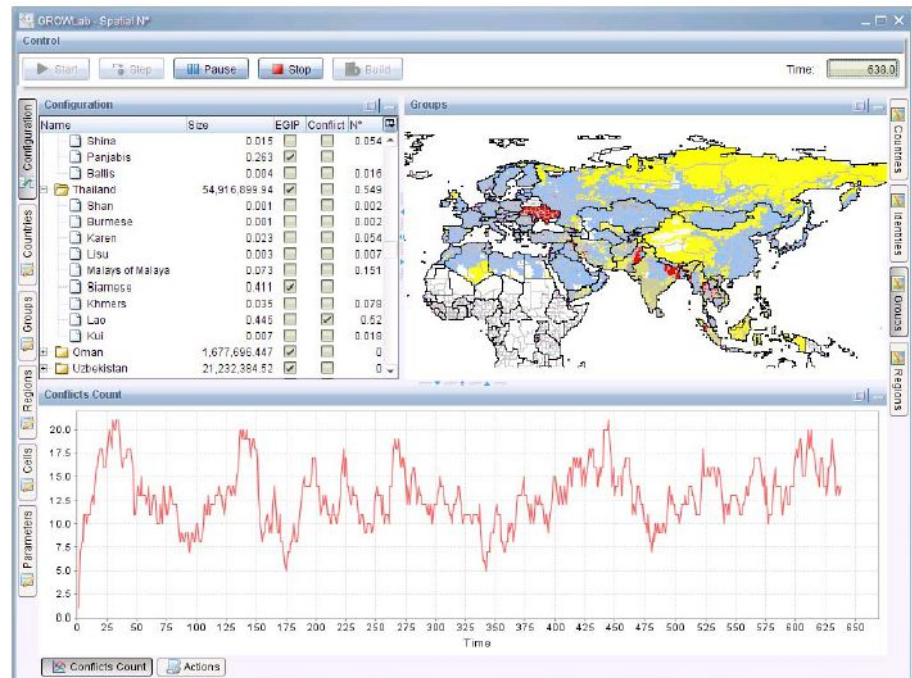 GROWLab - Spatial N*
Control
Start Step Pause Stop Build Time: 638.0
Configuration
Name Size EGIP Conflict N*
Shina 0.015 0.054
Panjabis 0.263
Baltis 0.004 0.016
Thailand 54,916,899.94 0.549
Shan 0.001 0.002
Burmese 0.001 0.002
Karen 0.023 0.054
Lisu 0.003 0.007
Malays of Malaya 0.073 0.151
Siamese 0.411
Khmers 0.035 0.078
Lao 0.445 0.52
Kui 0.007 0.018
Oman 1,677,696.447 0
Uzbekistan 21,232,384.52 0
Groups
Configuration
Countries
Groups
Regions
Cells
Parameters
Countries
Identities
Groups
Regions
Conflicts Count
20.0
17.5
15.0
12.5
10.0
7.5
5.0
2.5
0.0
0 25 50 75 100 125 150 175 200 225 250 275 300 325 350 375 400 425 450 475 500 525 550 575 600 625 650
Time
Conflicts Count Actions